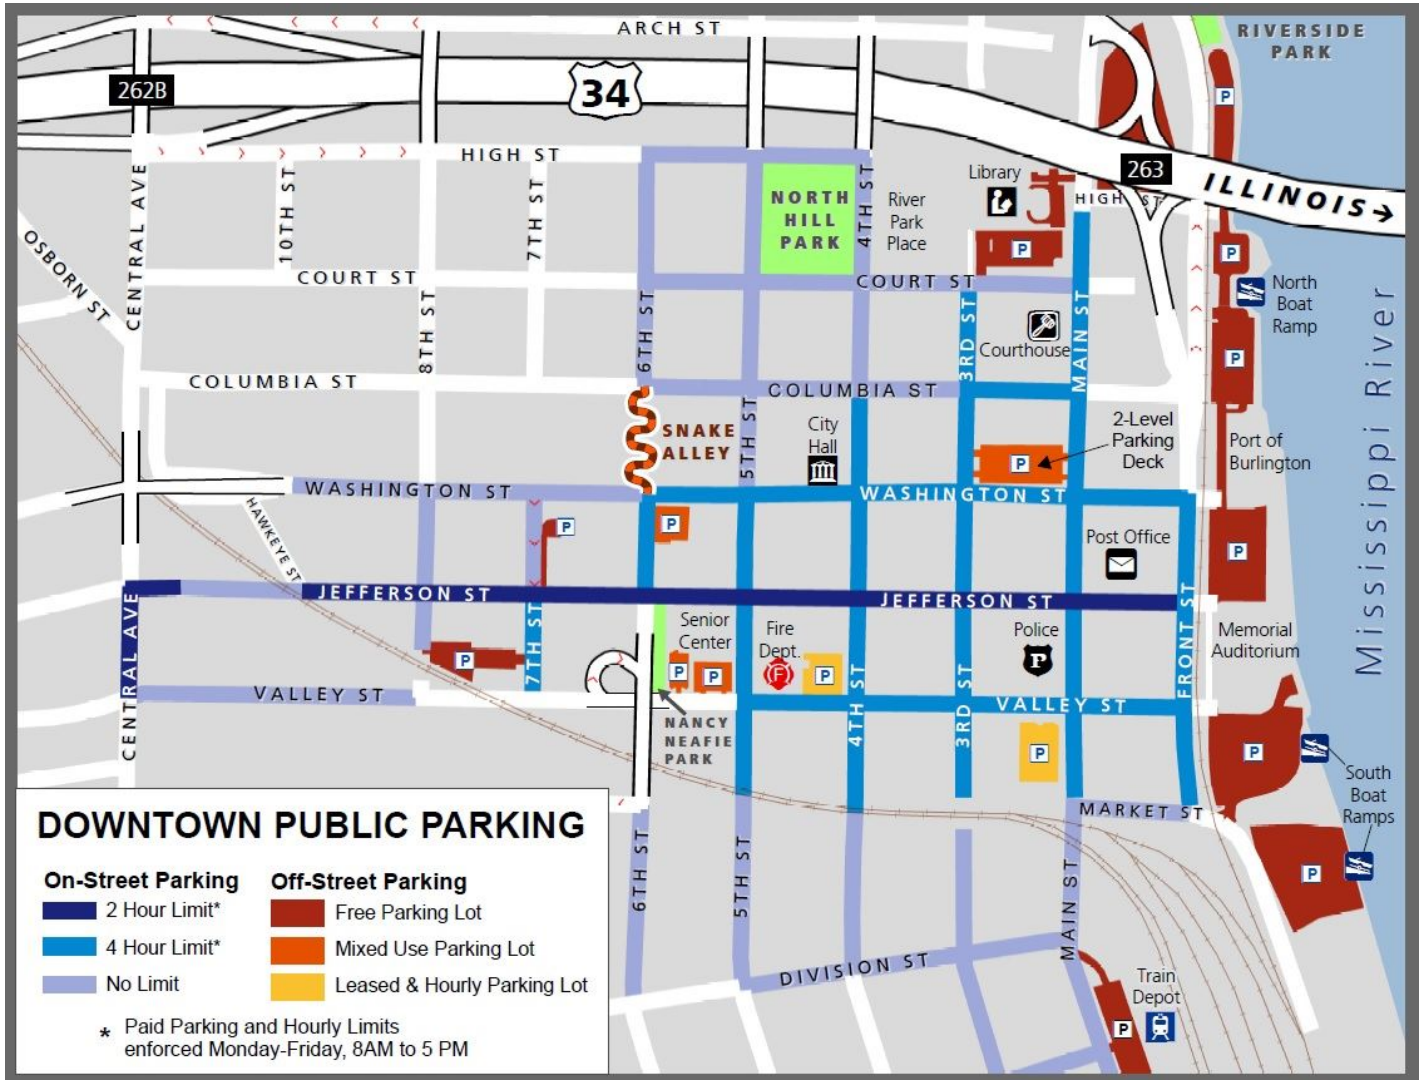 ARCH ST
RIVERSIDE
PARK
262B
34
P
263
ILLINOIS
HIGH ST
HIGH ST
Library
NORTH
HILL
PARK
4TH ST
River
Park
Place
CENTRAL AVE
10TH ST
7TH ST
OSBORN ST
P
P
COURT ST
COURT ST
North
Boat
Ramp
8TH ST
6TH ST
3RD ST
MAIN ST
Courthouse
P
COLUMBIA ST
COLUMBIA ST
Mississippi River
SNAKE
ALLEY
5TH ST
City
Hall
2-Level
Parking
Deck
P
Port of
Burlington
WASHINGTON ST
WASHINGTON ST
HAWKEYE ST
P
P
Post Office
P
JEFFERSON ST
JEFFERSON ST
FRONT ST
CENTRAL AVE
7TH ST
Senior
Center
Fire
Dept.
Police
P
Memorial
Auditorium
P
P
P
P
4TH ST
3RD ST
VALLEY ST
VALLEY ST
NANCY
NEAFIE
PARK
P
P
South
Boat
Ramps
MARKET ST
P
6TH ST
5TH ST
MAIN ST
DIVISION ST
Train
Depot
P
DOWNTOWN PUBLIC PARKING
On-Street Parking
2 Hour Limit*
4 Hour Limit*
No Limit
Off-Street Parking
Free Parking Lot
Mixed Use Parking Lot
Leased & Hourly Parking Lot
* Paid Parking and Hourly Limits
enforced Monday-Friday, 8AM to 5 PM